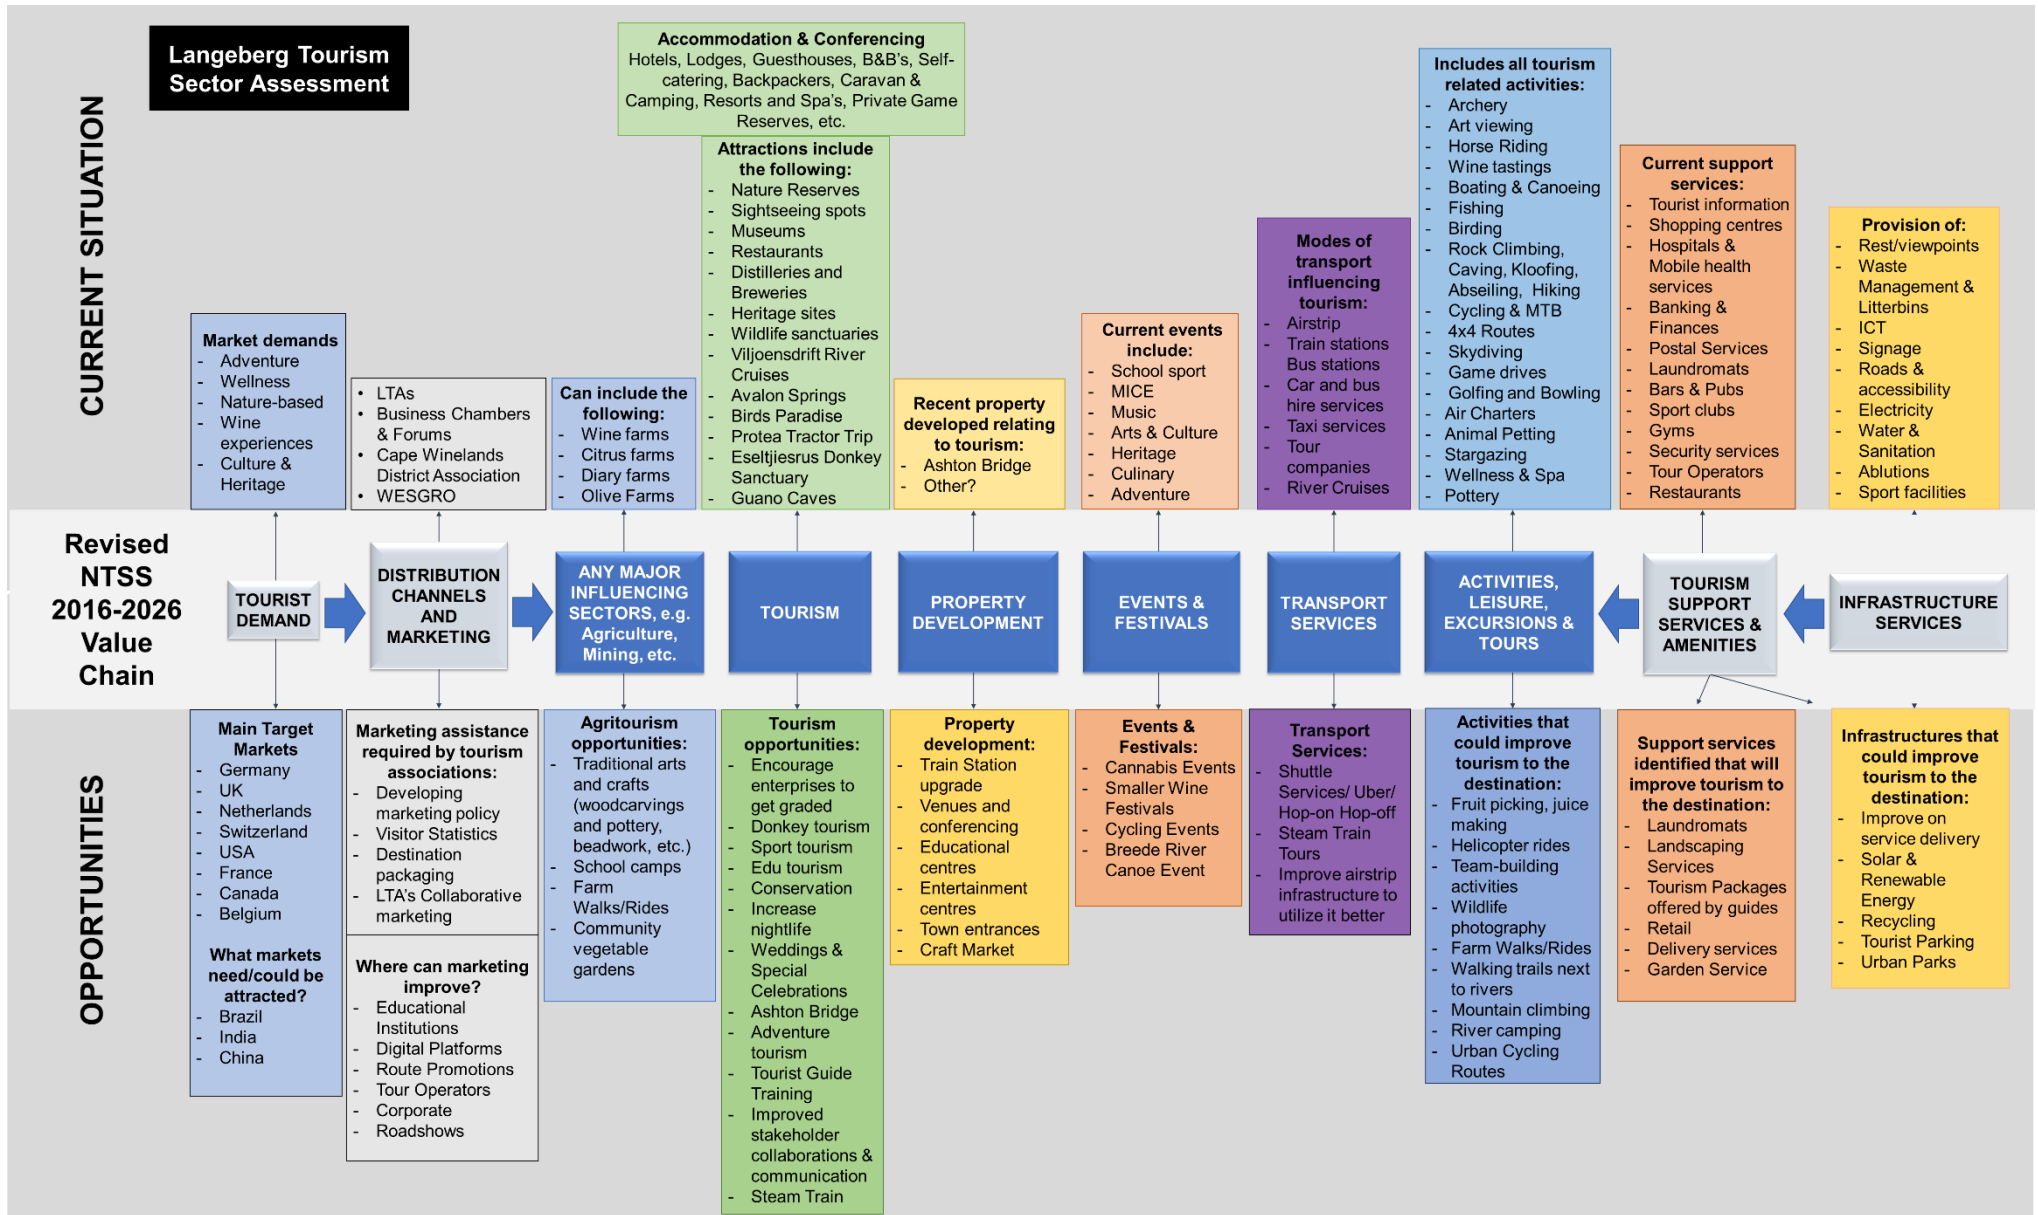 Langeberg Tourism
Sector Assessment
CURRENT SITUATION
Market demands
- Adventure
- Wellness
- Nature-based
- Wine
experiences
- Culture &
Heritage
• LTAs
• Business Chambers
& Forums
• Cape Winelands
District Association
• WESGRO
Can include the
following:
- Wine farms
- Citrus farms
- Diary farms
- Olive Farms
Accommodation & Conferencing
Hotels, Lodges, Guesthouses, B&B's, Self-
catering, Backpackers, Caravan &
Camping, Resorts and Spa's, Private Game
Reserves, etc.
Attractions include
the following:
- Nature Reserves
- Sightseeing spots
- Museums
- Restaurants
- Distilleries and
Breweries
- Heritage sites
- Wildlife sanctuaries
- Viljoensdrift River
Cruises
- Avalon Springs
- Birds Paradise
- Protea Tractor Trip
- Eseltjiesrus Donkey
Sanctuary
- Guano Caves
Recent property
developed relating
to tourism:
- Ashton Bridge
- Other?
Current events
include:
- School sport
- MICE
- Music
- Arts & Culture
- Heritage
- Culinary
- Adventure
Modes of
transport
influencing
tourism:
- Airstrip
- Train stations
Bus stations
- Car and bus
hire services
- Taxi services
- Tour
companies
- River Cruises
Includes all tourism
related activities:
- Archery
- Art viewing
- Horse Riding
- Wine tastings
- Boating & Canoeing
- Fishing
- Birding
- Rock Climbing,
Caving, Kloofing,
Abseiling, Hiking
- Cycling & MTB
- 4x4 Routes
- Skydiving
- Game drives
- Golfing and Bowling
- Air Charters
- Animal Petting
- Stargazing
- Wellness & Spa
- Pottery
Current support
services:
- Tourist information
- Shopping centres
- Hospitals &
Mobile health
services
- Banking &
Finances
- Postal Services
- Laundromats
- Bars & Pubs
- Sport clubs
- Gyms
- Security services
- Tour Operators
- Restaurants
Provision of:
- Rest/viewpoints
- Waste
Management &
Litterbins
- ICT
- Signage
- Roads &
accessibility
- Electricity
- Water &
Sanitation
- Ablutions
- Sport facilities
Revised
NTSS
2016-2026
Value
Chain
TOURIST
DEMAND
DISTRIBUTION
CHANNELS
AND
MARKETING
ANY MAJOR
INFLUENCING
SECTORS, e.g.
Agriculture,
Mining, etc.
TOURISM
PROPERTY
DEVELOPMENT
EVENTS &
FESTIVALS
TRANSPORT
SERVICES
ACTIVITIES,
LEISURE,
EXCURSIONS &
TOURS
TOURISM
SUPPORT
SERVICES &
AMENITIES
INFRASTRUCTURE
SERVICES
OPPORTUNITIES
Main Target
Markets
- Germany
- UK
- Netherlands
- Switzerland
- USA
- France
- Canada
- Belgium
What markets
need/could be
attracted?
- Brazil
- India
- China
Marketing assistance
required by tourism
associations:
- Developing
marketing policy
- Visitor Statistics
- Destination
packaging
- LTA's Collaborative
marketing
Where can marketing
improve?
- Educational
Institutions
- Digital Platforms
- Route Promotions
- Tour Operators
- Corporate
- Roadshows
Agritourism
opportunities:
- Traditional arts
and crafts
(woodcarvings
and pottery,
beadwork, etc.)
- School camps
- Farm
Walks/Rides
- Community
vegetable
gardens
Tourism
opportunities:
- Encourage
enterprises to
get graded
- Donkey tourism
- Sport tourism
- Edu tourism
- Conservation
- Increase
nightlife
- Weddings &
Special
Celebrations
- Ashton Bridge
- Adventure
tourism
- Tourist Guide
Training
- Improved
stakeholder
collaborations &
communication
- Steam Train
Property
development:
- Train Station
upgrade
- Venues and
conferencing
- Educational
centres
- Entertainment
centres
- Town entrances
- Craft Market
Events &
Festivals:
- Cannabis Events
- Smaller Wine
Festivals
- Cycling Events
- Breede River
Canoe Event
Transport
Services:
- Shuttle
Services/ Uber/
Hop-on Hop-off
- Steam Train
Tours
- Improve airstrip
infrastructure to
utilize it better
Activities that
could improve
tourism to the
destination:
- Fruit picking, juice
making
- Helicopter rides
- Team-building
activities
- Wildlife
photography
- Farm Walks/Rides
- Walking trails next
to rivers
- Mountain climbing
- River camping
- Urban Cycling
Routes
Support services
identified that will
improve tourism to
the destination:
- Laundromats
- Landscaping
Services
- Tourism Packages
offered by guides
- Retail
- Delivery services
- Garden Service
Infrastructures that
could improve
tourism to the
destination:
- Improve on
service delivery
- Solar &
Renewable
Energy
- Recycling
- Tourist Parking
- Urban Parks